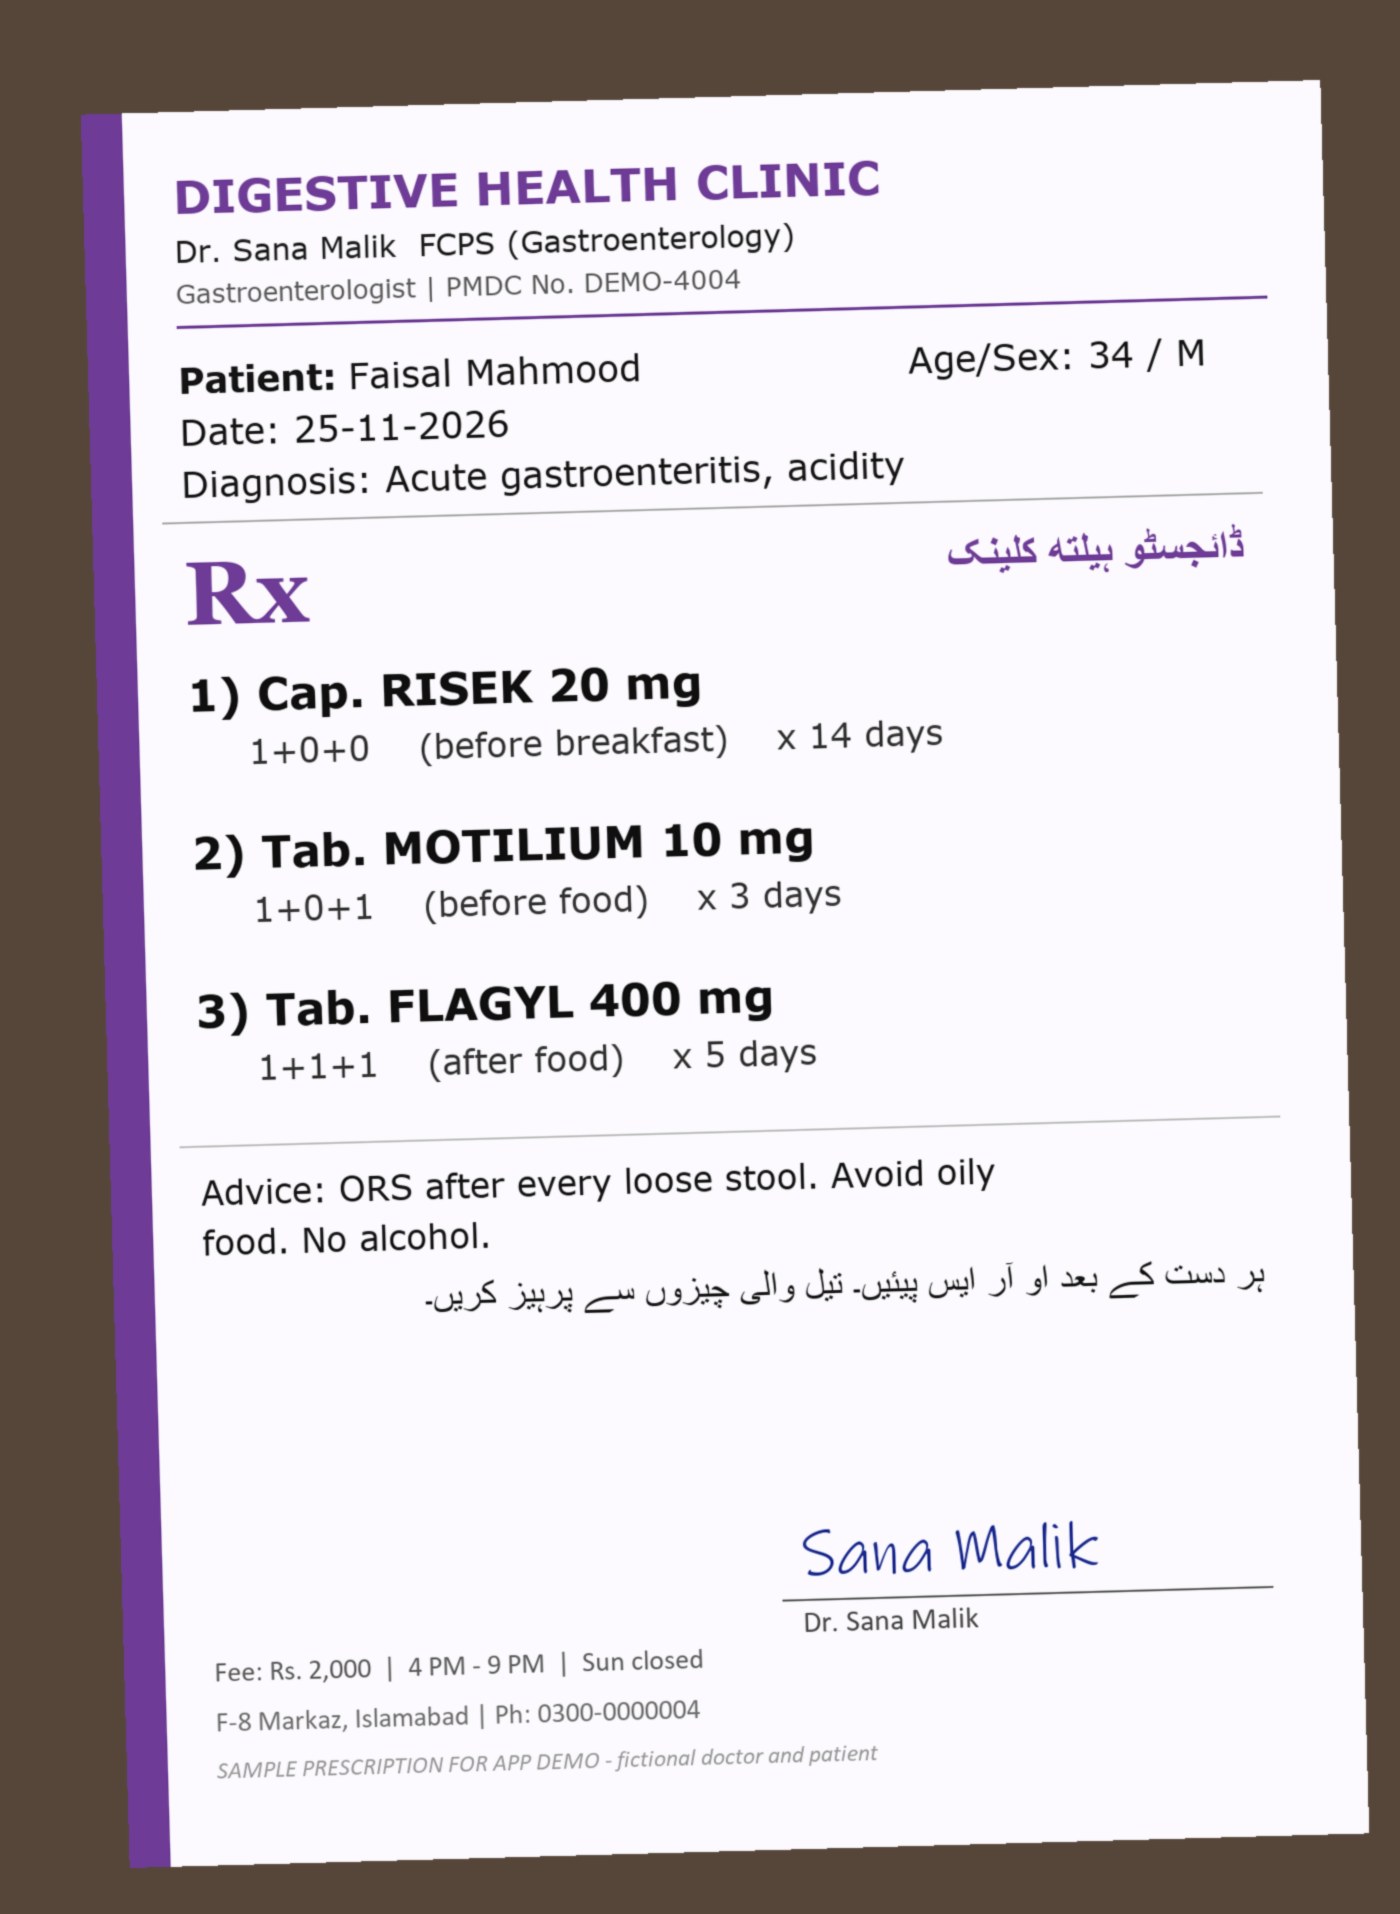 DIGESTIVE HEALTH CLINIC
Dr. Sana Malik FCPS (Gastroenterology)
Gastroenterologist | PMDC No. DEMO-4004
Patient: Faisal Mahmood Age/Sex: 34 / M
Date: 25-11-2026
Diagnosis: Acute gastroenteritis, acidity
ڈائجسٹو ہیلتھ کلینک
Rx
1) Cap. RISEK 20 mg
1+0+0 (before breakfast) x 14 days
2) Tab. MOTILIUM 10 mg
1+0+1 (before food) x 3 days
3) Tab. FLAGYL 400 mg
1+1+1 (after food) x 5 days
Advice: ORS after every loose stool. Avoid oily
food. No alcohol.
ہر دست کے بعد او آر ایس پیئیں۔ تیل والی چیزوں سے پرہیز کریں۔
Sana Malik
Dr. Sana Malik
Fee: Rs. 2,000 | 4 PM - 9 PM | Sun closed
F-8 Markaz, Islamabad | Ph: 0300-0000004
SAMPLE PRESCRIPTION FOR APP DEMO - fictional doctor and patient